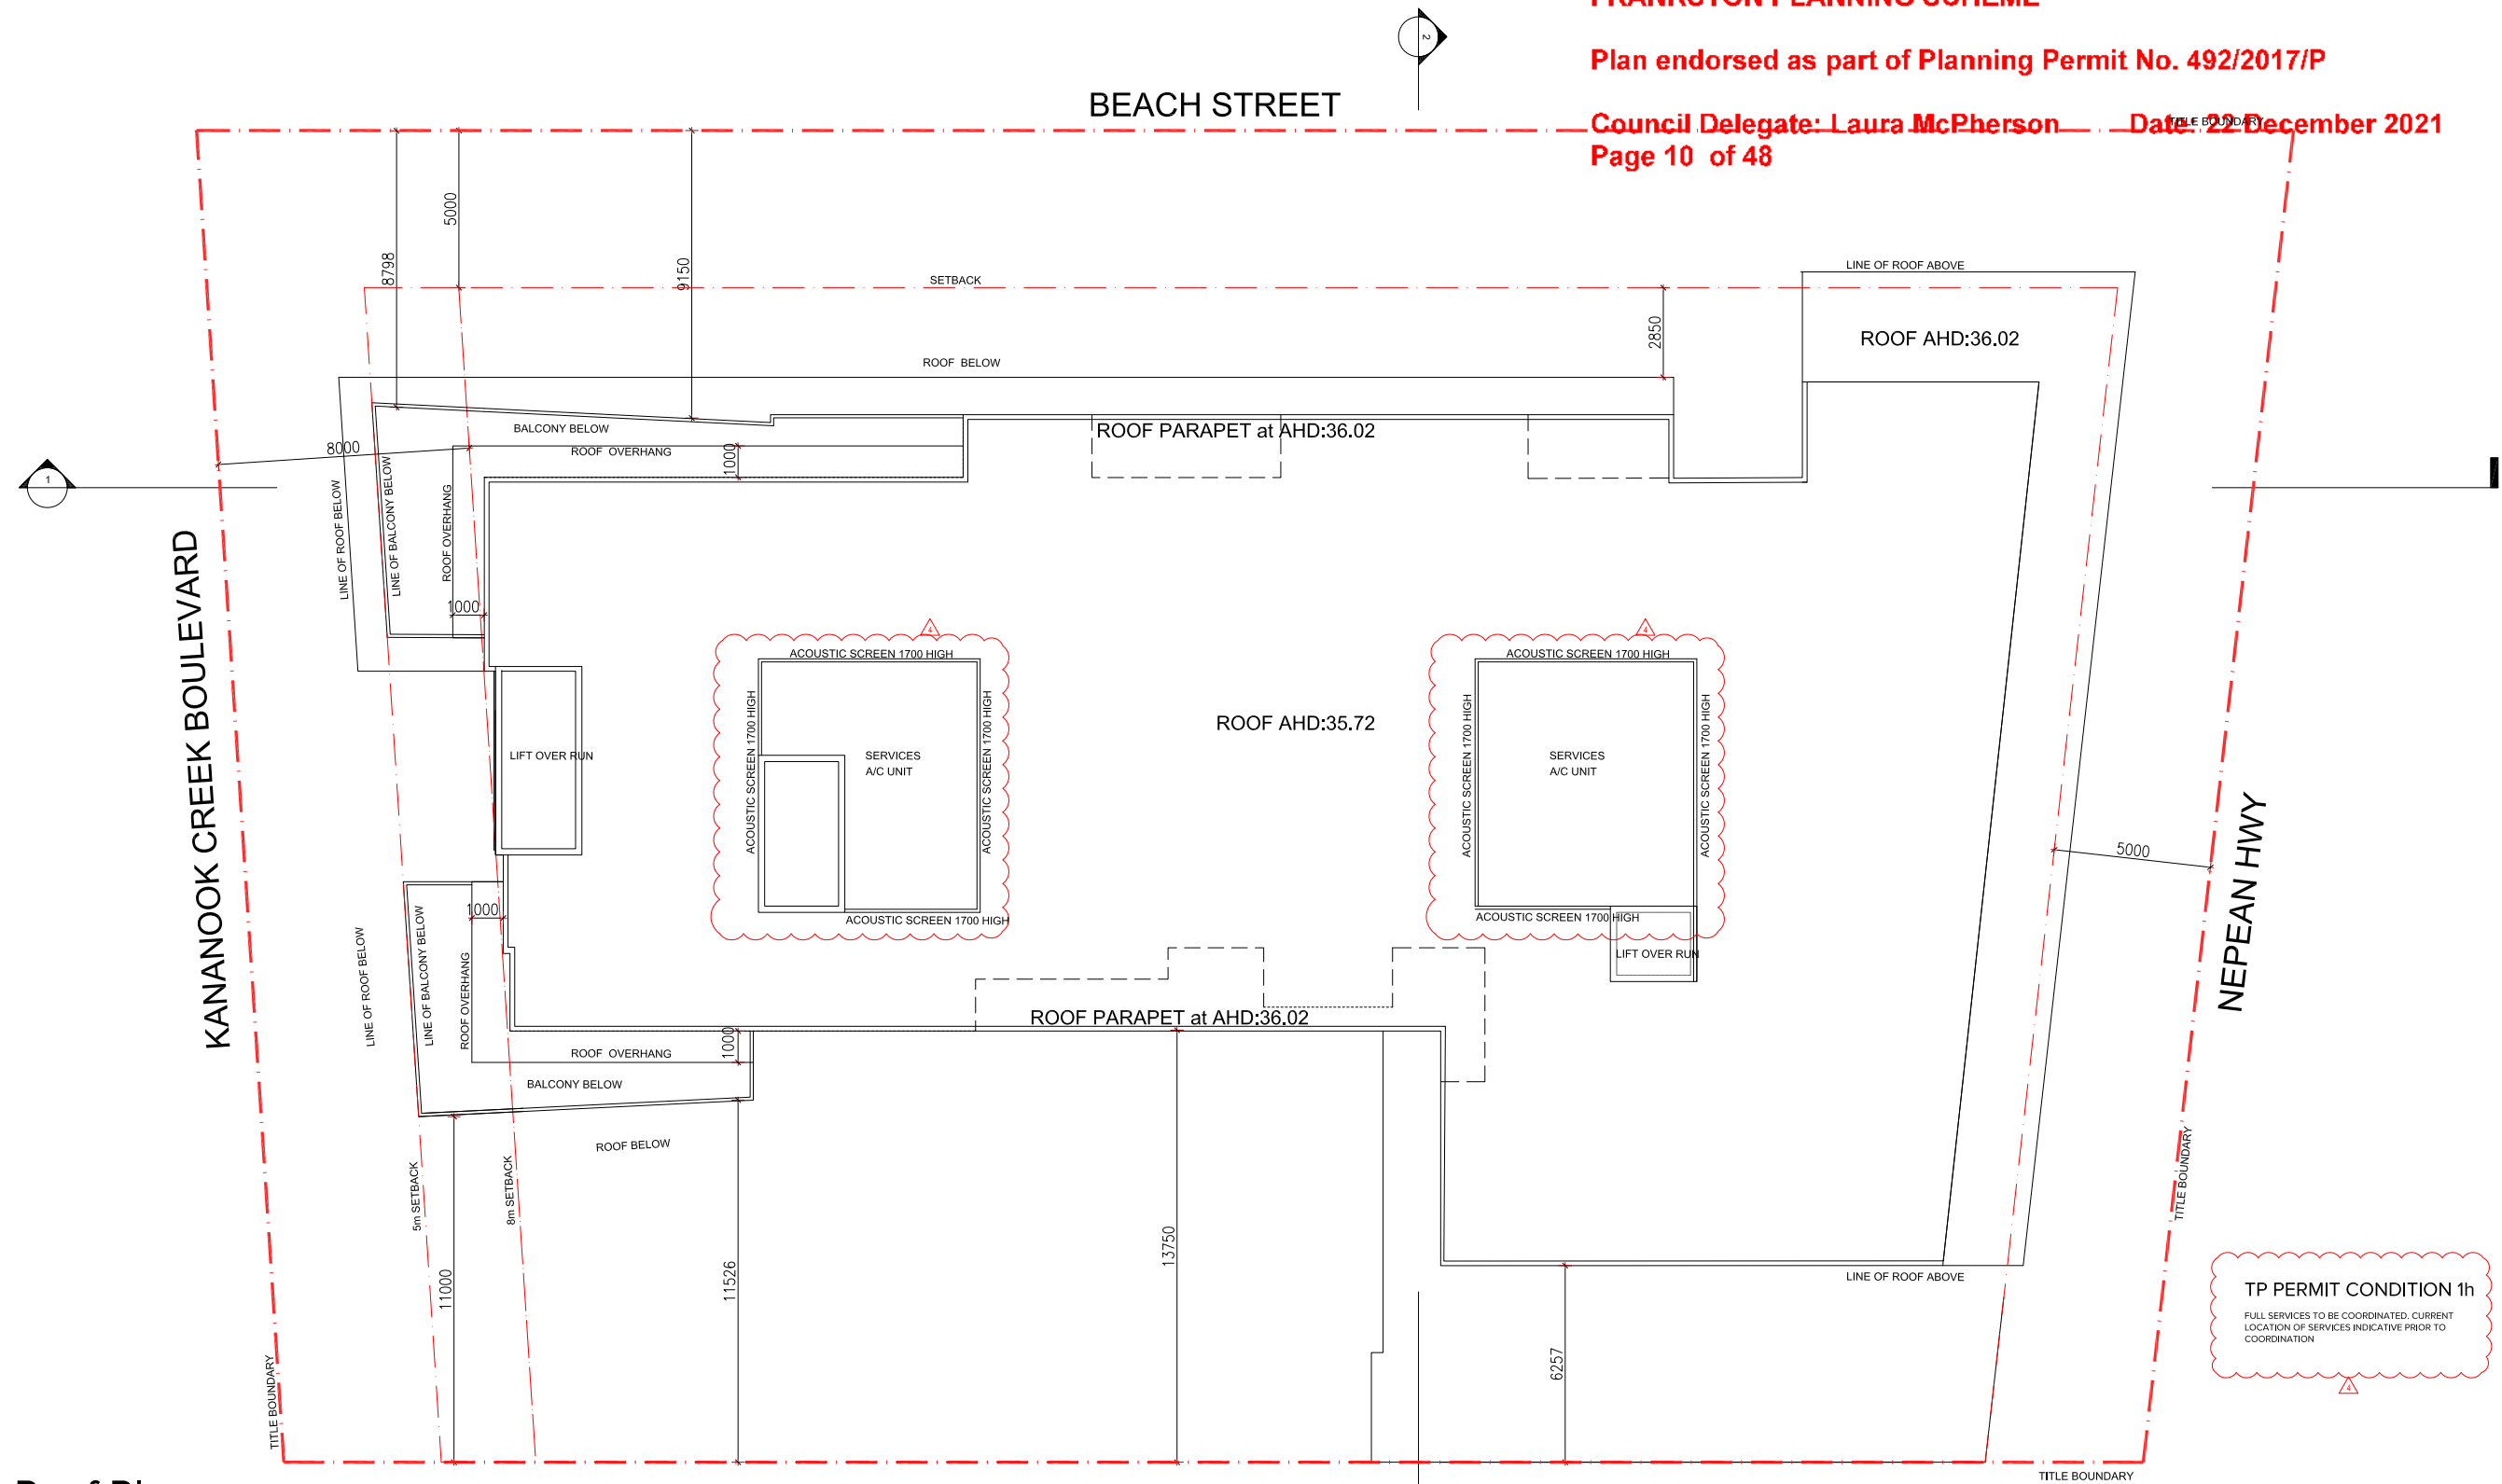 FRANKSTON PLANNING SCHEME
Plan endorsed as part of Planning Permit No. 492/2017/P
Council Delegate: Laura McPherson Date: 22 December 2021
Page 10 of 48
2
BEACH STREET
TITLE BOUNDARY
8798
5000
9150
SETBACK
2850
LINE OF ROOF ABOVE
ROOF AHD:36.02
ROOF BELOW
BALCONY BELOW
ROOF OVERHANG
1000
ROOF PARAPET at AHD:36.02
8000
1
LINE OF ROOF BELOW
LINE OF BALCONY BELOW
ROOF OVERHANG
1000
KANANOOK CREEK BOULEVARD
4
ACOUSTIC SCREEN 1700 HIGH
ACOUSTIC SCREEN 1700 HIGH
ACOUSTIC SCREEN 1700 HIGH
SERVICES
A/C UNIT
ACOUSTIC SCREEN 1700 HIGH
LIFT OVER RUN
ROOF AHD:35.72
4
ACOUSTIC SCREEN 1700 HIGH
ACOUSTIC SCREEN 1700 HIGH
ACOUSTIC SCREEN 1700 HIGH
SERVICES
A/C UNIT
ACOUSTIC SCREEN 1700 HIGH
LIFT OVER RUN
5000
NEPEAN HWY
1000
LINE OF ROOF BELOW
LINE OF BALCONY BELOW
ROOF OVERHANG
ROOF PARAPET at AHD:36.02
1000
ROOF OVERHANG
BALCONY BELOW
ROOF BELOW
5m SETBACK
8m SETBACK
11000
11526
13750
6257
LINE OF ROOF ABOVE
TITLE BOUNDARY
TITLE BOUNDARY
TP PERMIT CONDITION 1h
FULL SERVICES TO BE COORDINATED. CURRENT
LOCATION OF SERVICES INDICATIVE PRIOR TO
COORDINATION
4
TITLE BOUNDARY